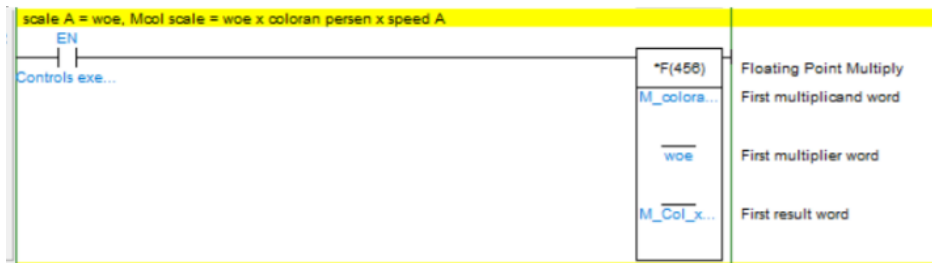 scale A = woe, Mcol scale = woe x coloran persen x speed A
EN
Controls exe...
*F(456) Floating Point Multiply
M_colora... First multiplicand word
woe First multiplier word
M_Col_x... First result word